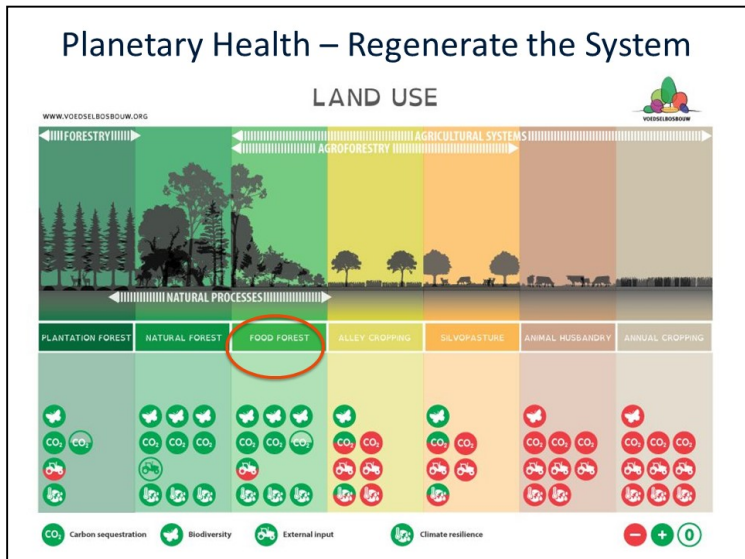 Planetary Health – Regenerate the System
LAND USE
WWW.VOEDSELBOSBOUW.ORG
VOEDSELBOSBOUW
FORESTRY
AGRICULTURAL SYSTEMS
AGROFORESTRY
NATURAL PROCESSES
PLANTATION FOREST
NATURAL FOREST
FOOD FOREST
ALLEY CROPPING
SILVOPASTURE
ANIMAL HUSBANDRY
ANNUAL CROPPING
CO₂ CO₂ CO₂ CO₂ CO₂ CO₂ CO₂ CO₂ CO₂ CO₂ CO₂ CO₂ CO₂ CO₂ CO₂ CO₂ CO₂ CO₂
CO₂ Carbon sequestration
Biodiversity
External input
Climate resilience
− + 0